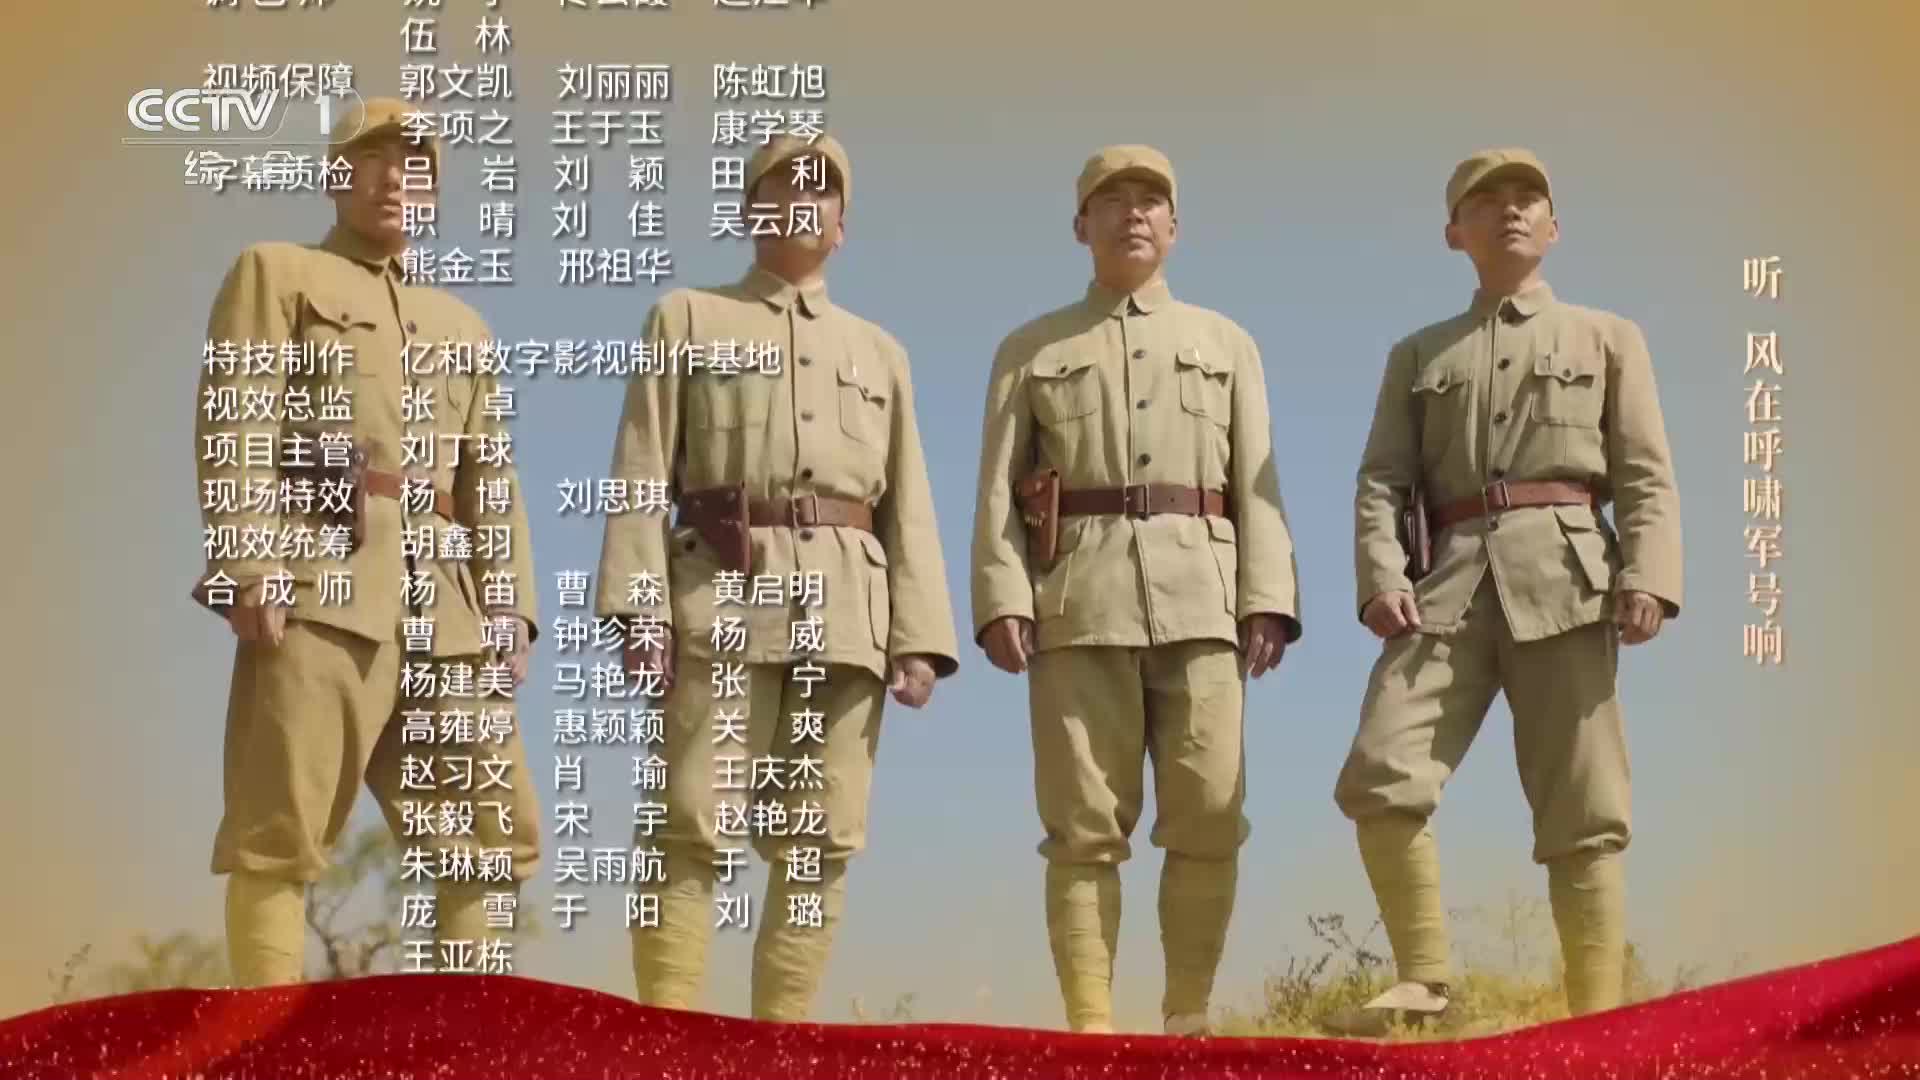 伍 林
视频保障 郭文凯 刘丽丽 陈虹旭
CCTV 1
李项之 王于玉 康学琴
综合
字幕质检 吕 岩 刘 颖 田 利
职 晴 刘 佳 吴云凤
熊金玉 邢祖华
特技制作 亿和数字影视制作基地
视效总监 张 卓
项目主管 刘丁球
现场特效 杨 博 刘思琪
视效统筹 胡鑫羽
合成师 杨 笛 曹 森 黄启明
曹 靖 钟珍荣 杨 威
杨建美 马艳龙 张 宁
高雍婷 惠颖颖 关 爽
赵习文 肖 瑜 王庆杰
张毅飞 宋 宇 赵艳龙
朱琳颖 吴雨航 于 超
庞 雪 于 阳 刘 璐
王亚栋
听 风在呼啸军号响